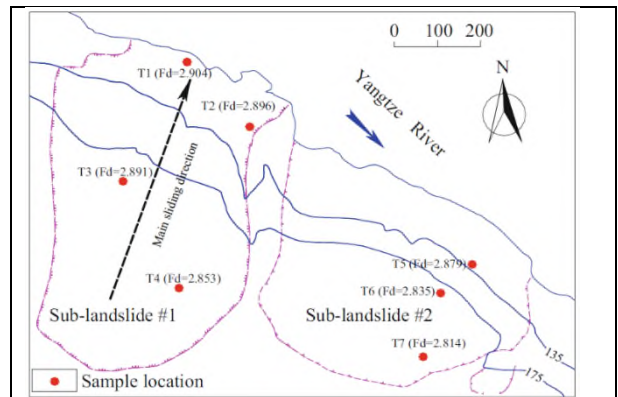 0 100 200
T1 (Fd=2.904)
N
T2 (Fd=2.896)
Yangtze River
T3 (Fd=2.891)
Main sliding direction
T5 (Fd=2.879)
T4 (Fd=2.853)
T6 (Fd=2.835)
Sub-landslide #1
Sub-landslide #2
T7 (Fd=2.814)
135
175
Sample location